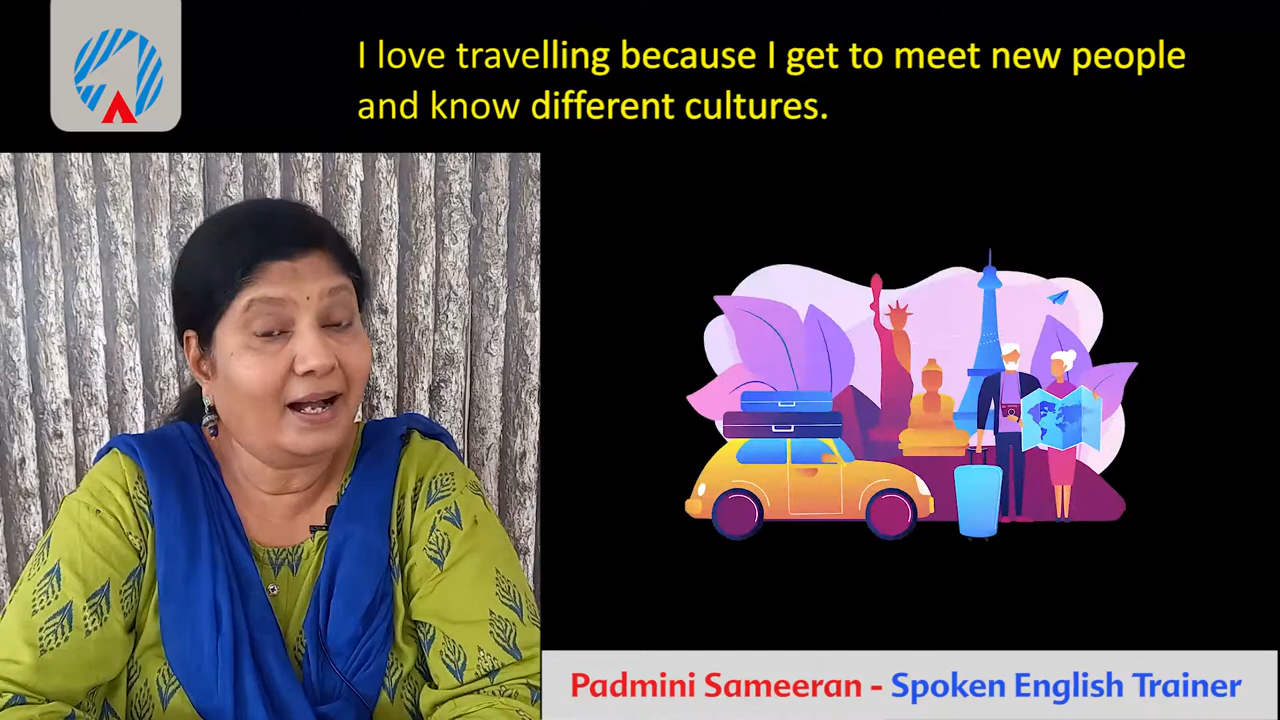 I love travelling because I get to meet new people
and know different cultures.
Padmini Sameeran - Spoken English Trainer